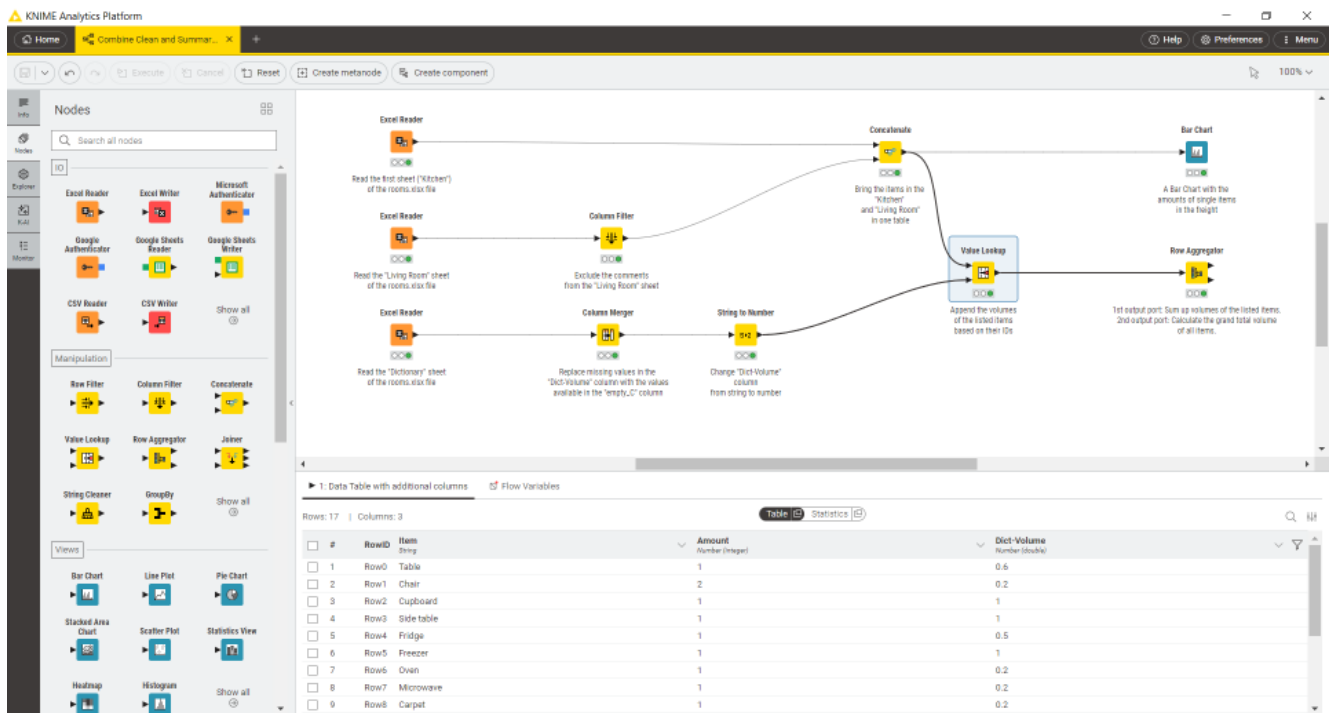 KNIME Analytics Platform
Home
Combine Clean and Summar...
Help
Preferences
Menu
Execute
Cancel
Reset
Create metanode
Create component
100%
Info
Nodes
Explorer
K-AI
Monitor
Nodes
Search all nodes
IO
Excel Reader
Excel Writer
Microsoft
Authenticator
Google
Authenticator
Google Sheets
Reader
Google Sheets
Writer
CSV Reader
CSV Writer
Show all
Manipulation
Row Filter
Column Filter
Concatenate
Value Lookup
Row Aggregator
Joiner
String Cleaner
GroupBy
Show all
Views
Bar Chart
Line Plot
Pie Chart
Stacked Area
Chart
Scatter Plot
Statistics View
Heatmap
Histogram
Show all
Excel Reader
Read the first sheet ("Kitchen")
of the rooms.xlsx file
Concatenate
Bring the items in the
"Kitchen"
and "Living Room"
in one table
Bar Chart
A Bar Chart with the
amounts of single items
in the freight
Excel Reader
Read the "Living Room" sheet
of the rooms.xlsx file
Column Filter
Exclude the comments
from the "Living Room" sheet
Value Lookup
Append the volumes
of the listed items
based on their IDs
Row Aggregator
1st output port: Sum up volumes of the listed items.
2nd output port: Calculate the grand total volume
of all items.
Excel Reader
Read the "Dictionary" sheet
of the rooms.xlsx file
Column Merger
Replace missing values in the
"Dict-Volume" column with the values
available in the "empty_C" column
String to Number
Change "Dict-Volume"
column
from string to number
1: Data Table with additional columns
Flow Variables
Rows: 17 | Columns: 3
Table
Statistics
# RowID Item String Amount Number (integer) Dict-Volume Number (double)
1 Row0 Table 1 0.6
2 Row1 Chair 2 0.2
3 Row2 Cupboard 1 1
4 Row3 Side table 1 1
5 Row4 Fridge 1 0.5
6 Row5 Freezer 1 1
7 Row6 Oven 1 0.2
8 Row7 Microwave 1 0.2
9 Row8 Carpet 1 0.2